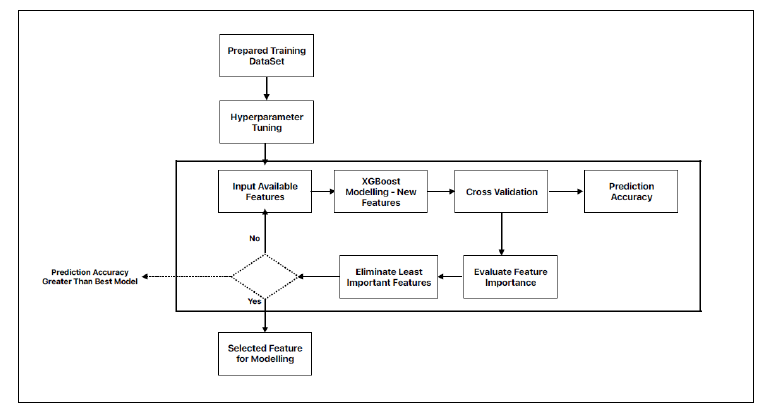 Prepared Training
DataSet
Hyperparameter
Tuning
Input Available
Features
XGBoost
Modelling - New
Features
Cross Validation
Prediction
Accuracy
No
Prediction Accuracy
Greater Than Best Model
Eliminate Least
Important Features
Evaluate Feature
Importance
Yes
Selected Feature
for Modelling